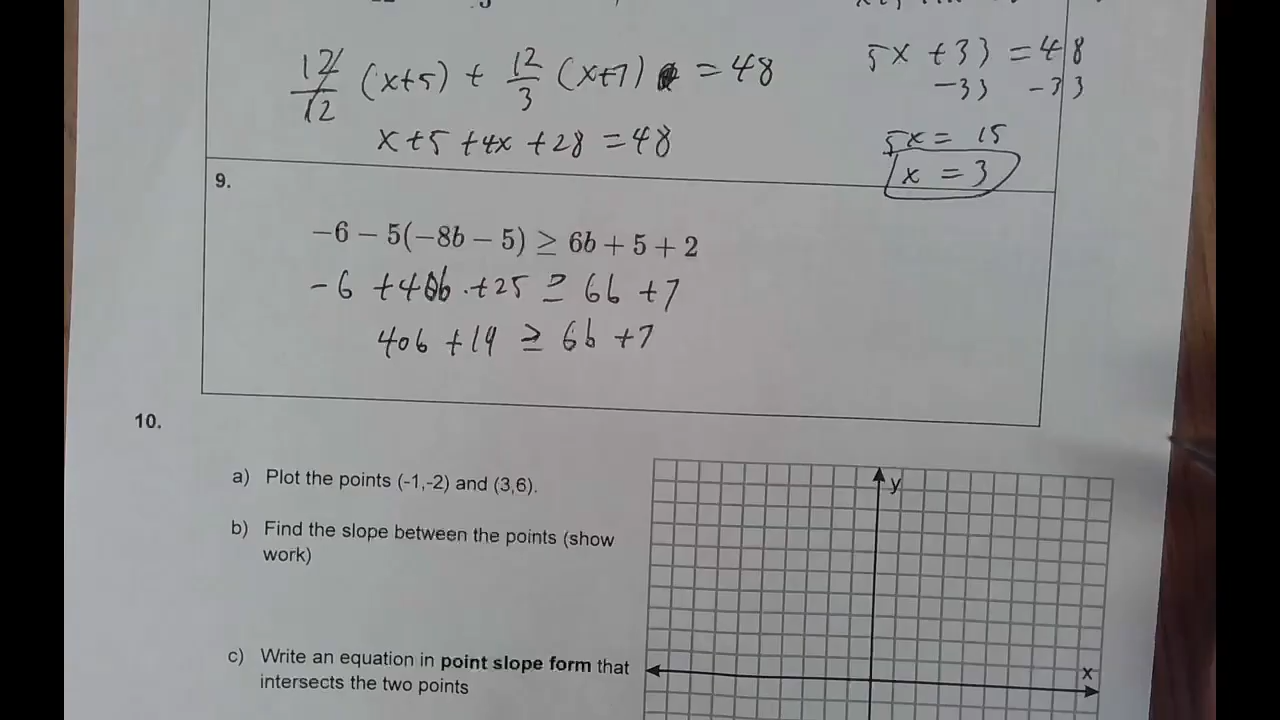 12/12 (x+5) + 12/3 (x+7) = 48
x+5 +4x +28 =48
5x +33 =48
-33 -33
5x = 15
x = 3
9.
−6 − 5(−8b − 5) ≥ 6b + 5 + 2
-6 +40b +25 ≥ 6b +7
40b +19 ≥ 6b +7
10.
a) Plot the points (-1,-2) and (3,6).
b) Find the slope between the points (show
work)
c) Write an equation in point slope form that
intersects the two points
y
x